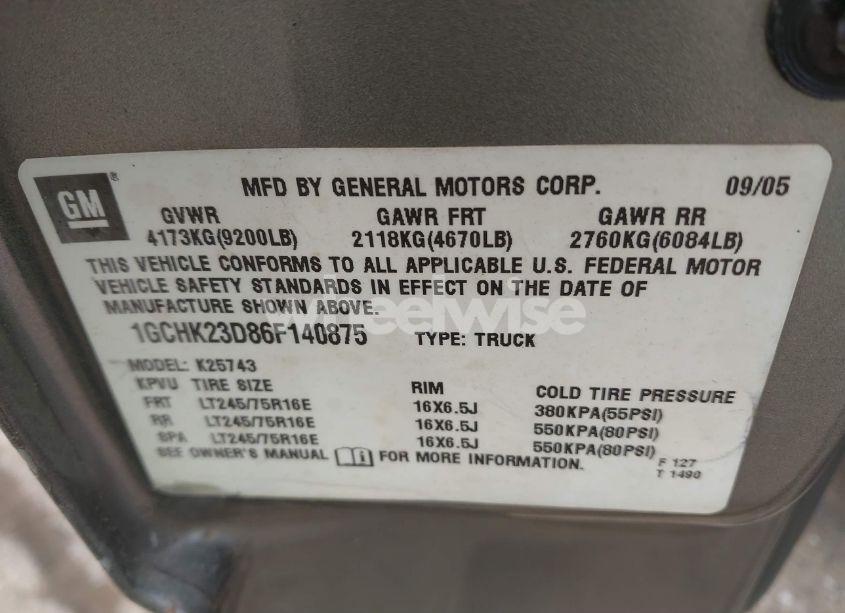 GM®
MFD BY GENERAL MOTORS CORP. 09/05
GVWR GAWR FRT GAWR RR
4173KG(9200LB) 2118KG(4670LB) 2760KG(6084LB)
THIS VEHICLE CONFORMS TO ALL APPLICABLE U.S. FEDERAL MOTOR
VEHICLE SAFETY STANDARDS IN EFFECT ON THE DATE OF
MANUFACTURE SHOWN ABOVE.
wheelwise
1GCHK23D86F140875 TYPE: TRUCK
MODEL: K25743
KPVU TIRE SIZE RIM COLD TIRE PRESSURE
FRT LT245/75R16E 16X6.5J 380KPA(55PSI)
RR LT245/75R16E 16X6.5J 550KPA(80PSI)
SPA LT245/75R16E 16X6.5J 550KPA(80PSI)
SEE OWNER'S MANUAL FOR MORE INFORMATION.
F 127
T 1490